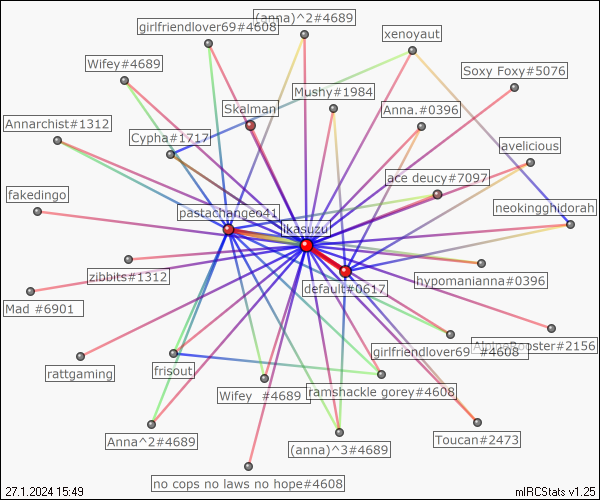 (anna)^2#4689
girlfriendlover69#4608
xenoyaut
Wifey#4689
Soxy Foxy#5076
Mushy#1984
Skalman
Anna.#0396
Annarchist#1312
Cypha#1717
avelicious
ace deucy#7097
fakedingo
pastachangeo41
neokingghidorah
Ikasuzu
zibbits#1312
default#0617
hypomanianna#0396
Mad #6901
girlfriendlover69 #4608
#2156
rattgaming
frisout
Wifey #4689
ramshackle gorey#4608
Anna^2#4689
(anna)^3#4689
Toucan#2473
no cops no laws no hope#4608
27.1.2024 15:49
mIRCStats v1.25